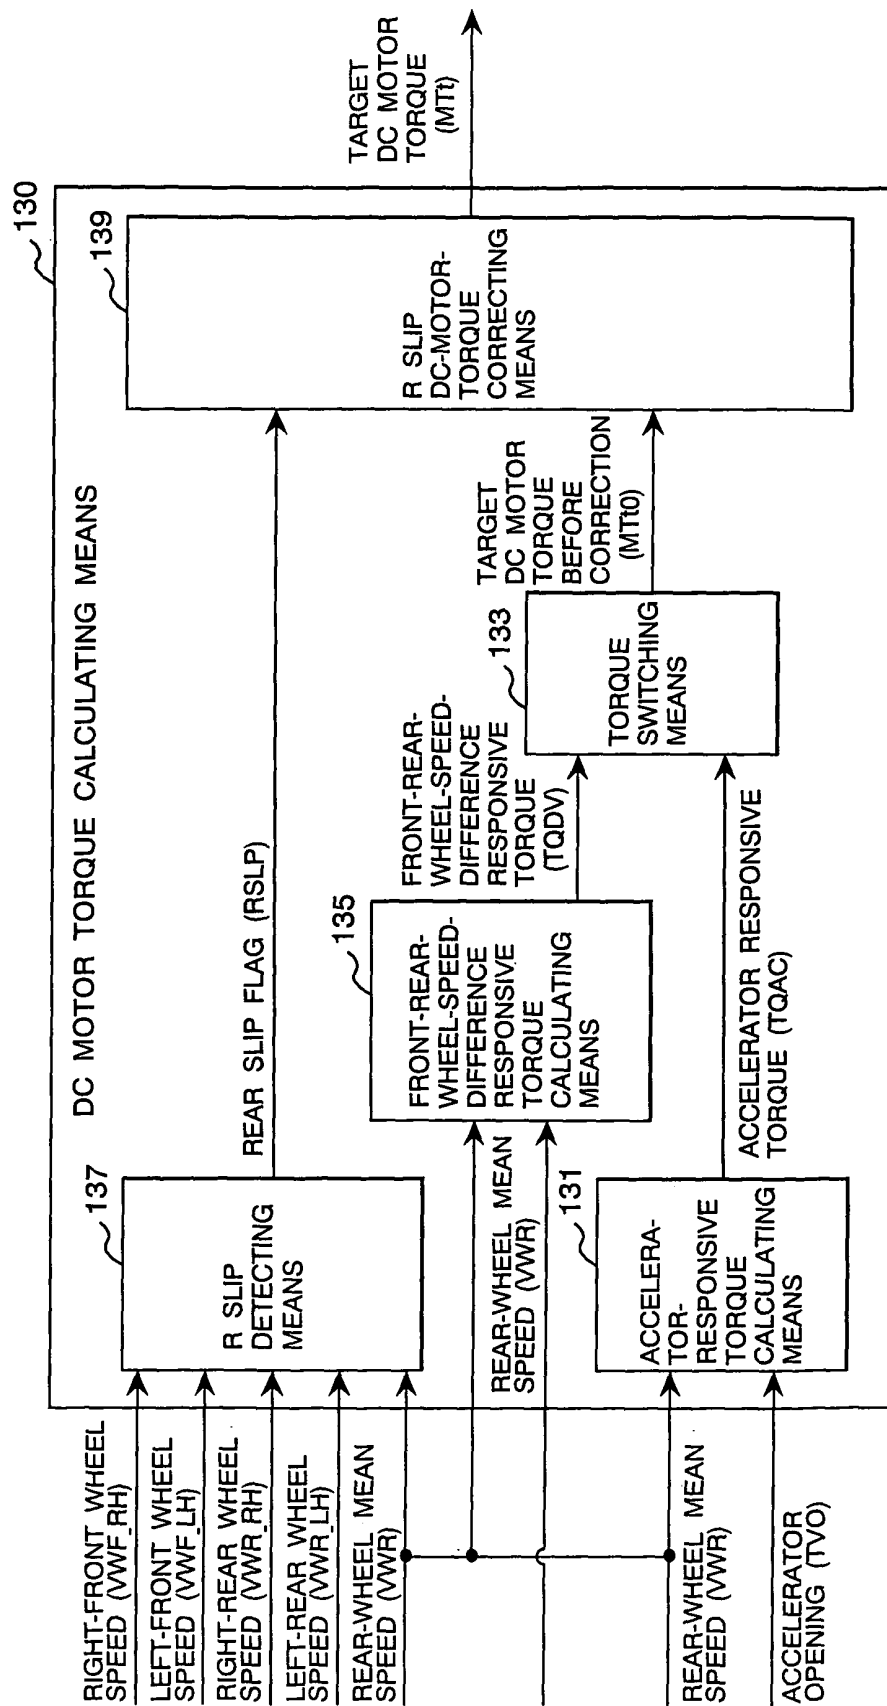 130
DC MOTOR TORQUE CALCULATING MEANS
RIGHT-FRONT WHEEL
SPEED (VWF_RH)
LEFT-FRONT WHEEL
SPEED (VWF_LH)
RIGHT-REAR WHEEL
SPEED (VWR_RH)
LEFT-REAR WHEEL
SPEED (VWR_LH)
REAR-WHEEL MEAN
SPEED (VWR)
137
R SLIP
DETECTING
MEANS
REAR SLIP FLAG (RSLP)
139
R SLIP
DC-MOTOR-
TORQUE
CORRECTING
MEANS
TARGET
DC MOTOR
TORQUE
(MTt)
REAR-WHEEL MEAN
SPEED (VWR)
135
FRONT-REAR-
WHEEL-SPEED-
DIFFERENCE
RESPONSIVE
TORQUE
CALCULATING
MEANS
FRONT-REAR-
WHEEL-SPEED-
DIFFERENCE
RESPONSIVE
TORQUE
(TQDV)
133
TORQUE
SWITCHING
MEANS
TARGET
DC MOTOR
TORQUE
BEFORE
CORRECTION
(MTt0)
REAR-WHEEL MEAN
SPEED (VWR)
ACCELERATOR
OPENING (TVO)
131
ACCELERA-
TOR-
RESPONSIVE
TORQUE
CALCULATING
MEANS
ACCELERATOR RESPONSIVE
TORQUE (TQAC)